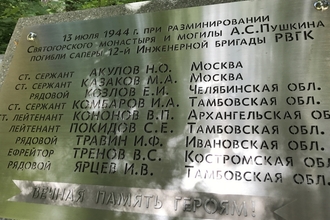 13 июля 1944 г. при разминировании
Святогорского монастыря и могилы А.С.Пушкина
погибли саперы 12-й Инженерной бригады РВГК
ст. сержант АКУЛОВ Н.О. Москва
ст. сержант КАЗАКОВ М.А. Москва
рядовой КОЗЛОВ Е.И. Челябинская обл.
ст. сержант КОМБАРОВ И.А. Тамбовская обл.
ст. лейтенант КОНОНОВ В.П. Архангельская обл.
лейтенант ПОКИДОВ С.Е. Тамбовская обл.
рядовой ТРАВИН И.Ф. Ивановская обл.
ефрейтор ТРЕНОВ В.С. Костромская обл.
рядовой ЯРЦЕВ И.В. Тамбовская обл.
ВЕЧНАЯ ПАМЯТЬ ГЕРОЯМ!